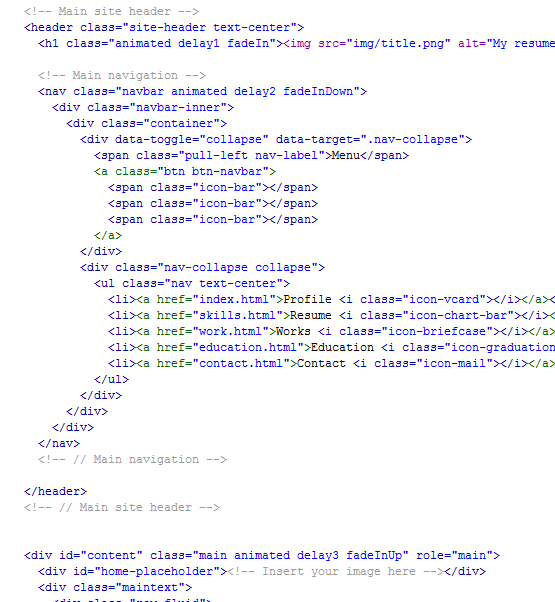 <!-- Main site header -->
<header class="site-header text-center">
<h1 class="animated delay1 fadeIn"><img src="img/title.png" alt="My resume
<!-- Main navigation -->
<nav class="navbar animated delay2 fadeInDown">
<div class="navbar-inner">
<div class="container">
<div data-toggle="collapse" data-target=".nav-collapse">
<span class="pull-left nav-label">Menu</span>
<a class="btn btn-navbar">
<span class="icon-bar"></span>
<span class="icon-bar"></span>
<span class="icon-bar"></span>
</a>
</div>
<div class="nav-collapse collapse">
<ul class="nav text-center">
<li><a href="index.html">Profile <i class="icon-vcard"></i></a><
<li><a href="skills.html">Resume <i class="icon-chart-bar"></i><
<li><a href="work.html">Works <i class="icon-briefcase"></i></a>
<li><a href="education.html">Education <i class="icon-graduation
<li><a href="contact.html">Contact <i class="icon-mail"></i></a>
</ul>
</div>
</div>
</div>
</nav>
<!-- // Main navigation -->
</header>
<!-- // Main site header -->
<div id="content" class="main animated delay3 fadeInUp" role="main">
<div id="home-placeholder"><!-- Insert your image here --></div>
<div class="maintext">